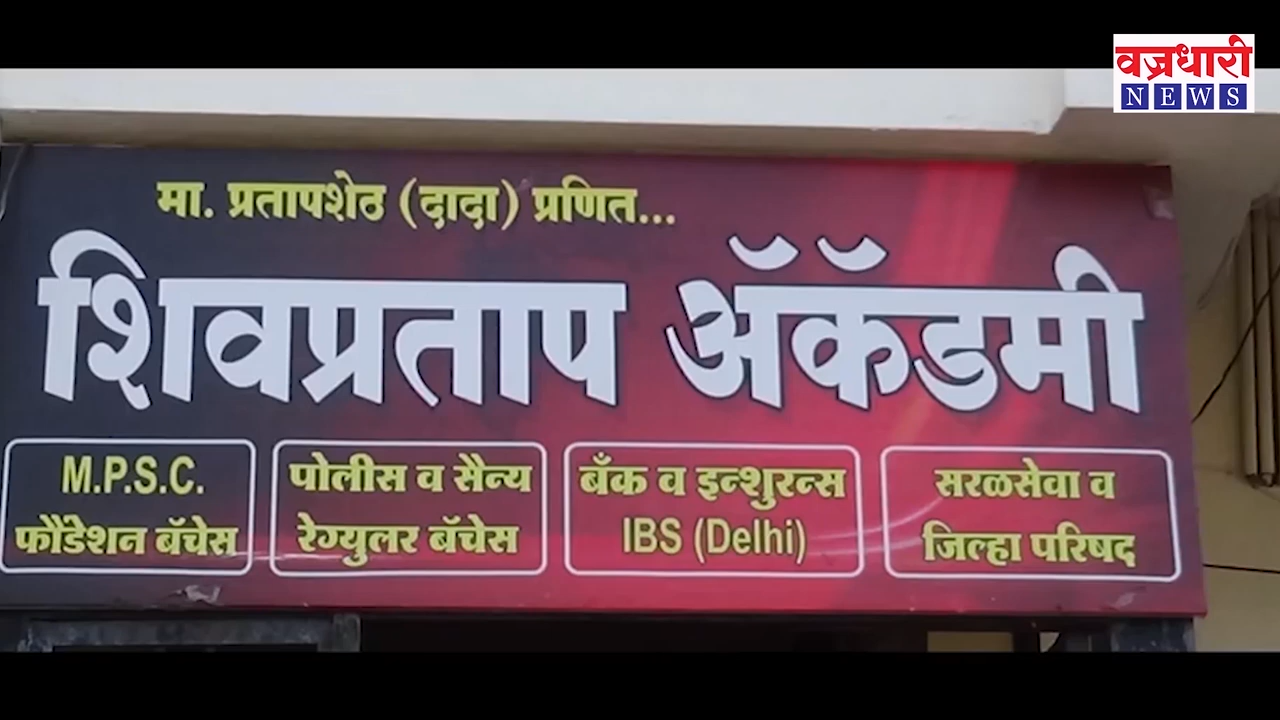 वज्रधारी
NEWS
मा. प्रतापशेठ (दादा) प्रणित...
शिवप्रताप ॲकॅडमी
M.P.S.C.
फौंडेशन बॅचेस
पोलीस व सैन्य
रेग्युलर बॅचेस
बँक व इन्शुरन्स
IBS (Delhi)
सरळसेवा व
जिल्हा परिषद